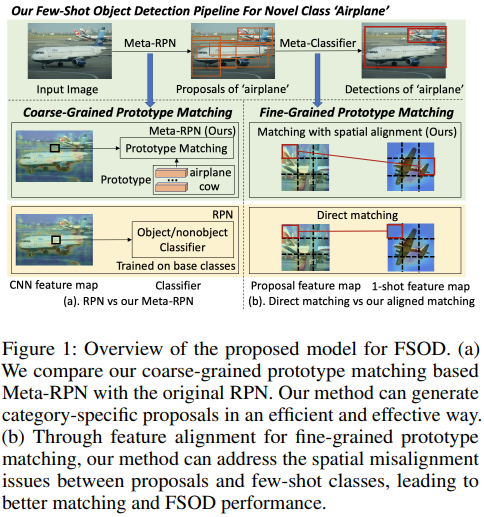 Our Few-Shot Object Detection Pipeline For Novel Class ‘Airplane’
Meta-RPN
Meta-Classifier
Input Image
Proposals of ‘airplane’
Detections of ‘airplane’
Coarse-Grained Prototype Matching
Meta-RPN (Ours)
Prototype Matching
Prototype
airplane
...
cow
RPN
Object/nonobject
Classifier
Trained on base classes
CNN feature map
Classifier
(a). RPN vs our Meta-RPN
Fine-Grained Prototype Matching
Matching with spatial alignment (Ours)
Direct matching
Proposal feature map
1-shot feature map
(b). Direct matching vs our aligned matching
Figure 1: Overview of the proposed model for FSOD. (a)
We compare our coarse-grained prototype matching based
Meta-RPN with the original RPN. Our method can generate
category-specific proposals in an efficient and effective way.
(b) Through feature alignment for fine-grained prototype
matching, our method can address the spatial misalignment
issues between proposals and few-shot classes, leading to
better matching and FSOD performance.